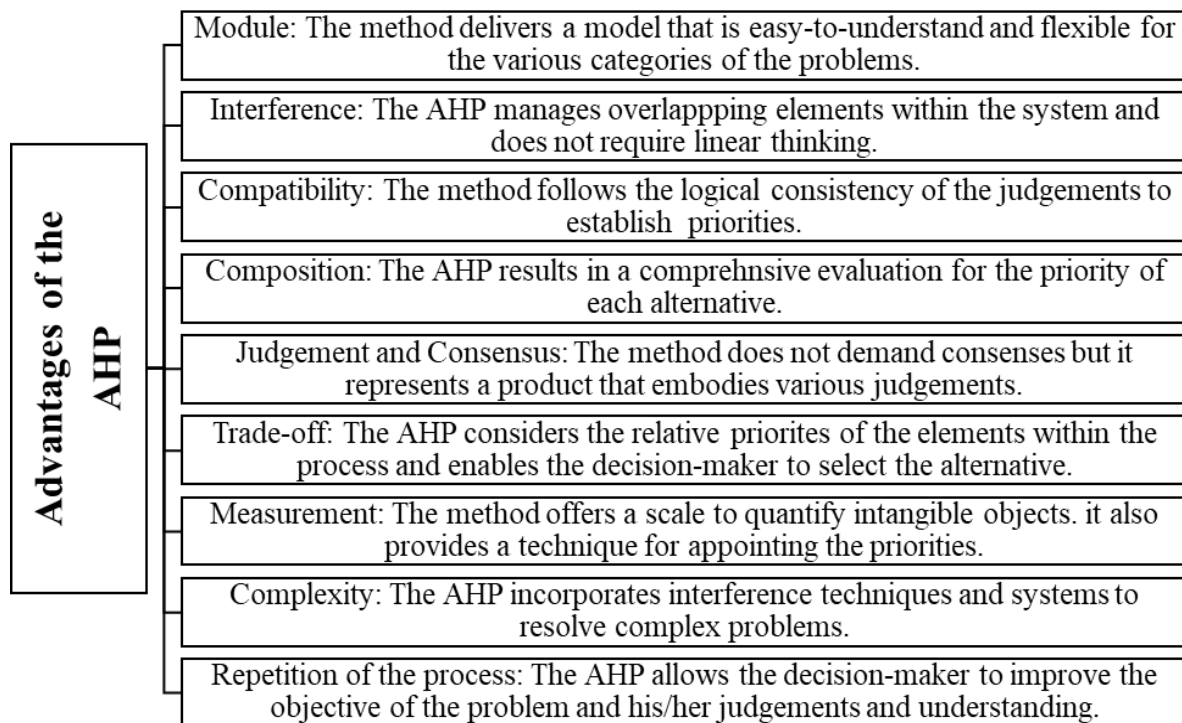 Advantages of the
AHP
Module: The method delivers a model that is easy-to-understand and flexible for
the various categories of the problems.
Interference: The AHP manages overlappping elements within the system and
does not require linear thinking.
Compatibility: The method follows the logical consistency of the judgements to
establish priorities.
Composition: The AHP results in a comprehnsive evaluation for the priority of
each alternative.
Judgement and Consensus: The method does not demand consenses but it
represents a product that embodies various judgements.
Trade-off: The AHP considers the relative priorites of the elements within the
process and enables the decision-maker to select the alternative.
Measurement: The method offers a scale to quantify intangible objects. it also
provides a technique for appointing the priorities.
Complexity: The AHP incorporates interference techniques and systems to
resolve complex problems.
Repetition of the process: The AHP allows the decision-maker to improve the
objective of the problem and his/her judgements and understanding.